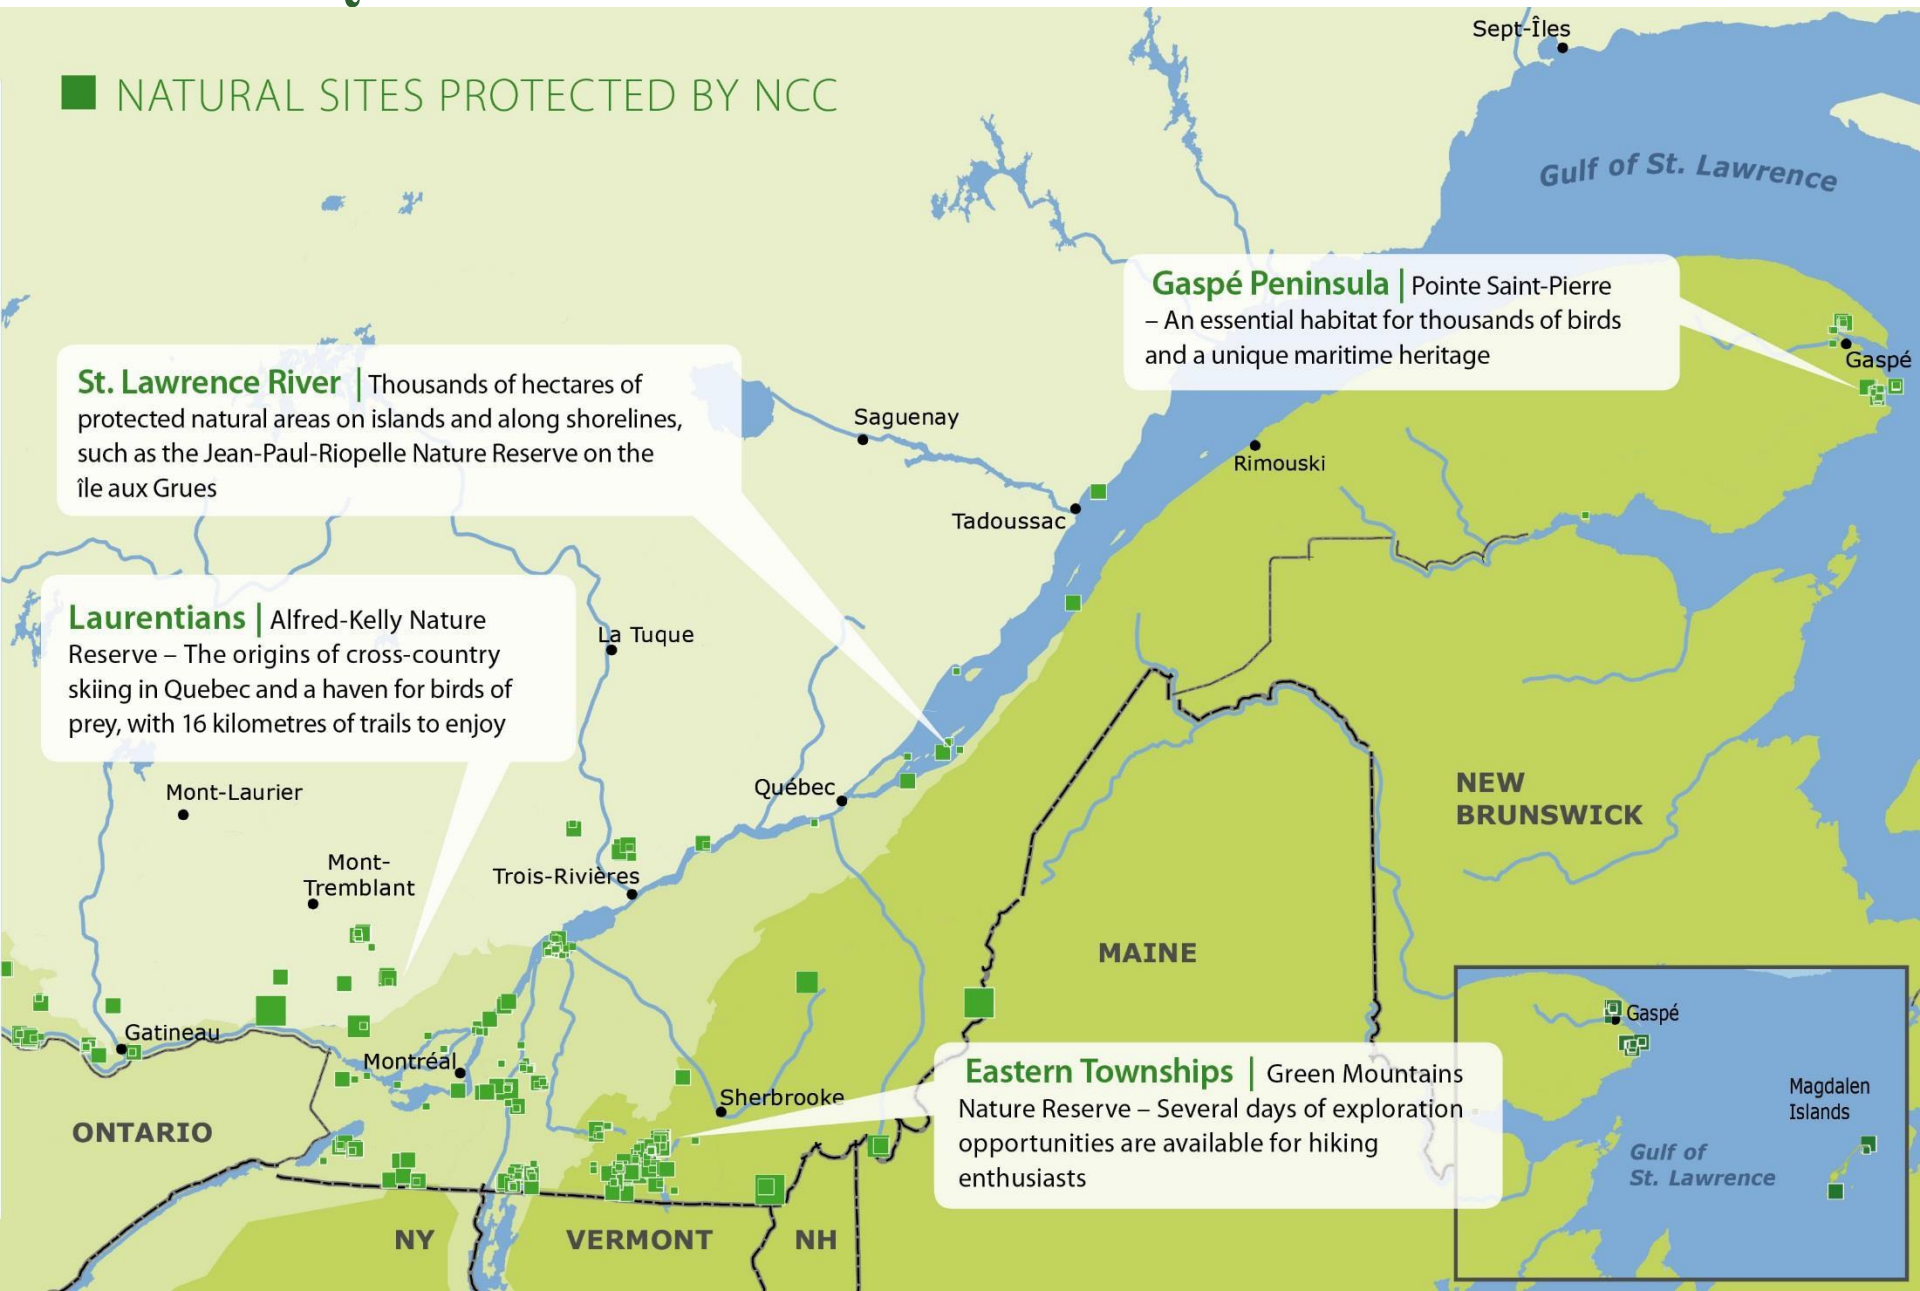 NATURAL SITES PROTECTED BY NCC
Sept-Îles
Gulf of St. Lawrence
Gaspé Peninsula | Pointe Saint-Pierre
– An essential habitat for thousands of birds
and a unique maritime heritage
Gaspé
St. Lawrence River | Thousands of hectares of
protected natural areas on islands and along shorelines,
such as the Jean-Paul-Riopelle Nature Reserve on the
île aux Grues
Saguenay
Rimouski
Tadoussac
Laurentians | Alfred-Kelly Nature
Reserve – The origins of cross-country
skiing in Quebec and a haven for birds of
prey, with 16 kilometres of trails to enjoy
La Tuque
Mont-Laurier
Québec
NEW
BRUNSWICK
Mont-
Tremblant
Trois-Rivières
MAINE
Gatineau
Montréal
Sherbrooke
ONTARIO
Eastern Townships | Green Mountains
Nature Reserve – Several days of exploration
opportunities are available for hiking
enthusiasts
NY
VERMONT
NH
Gaspé
Magdalen
Islands
Gulf of
St. Lawrence